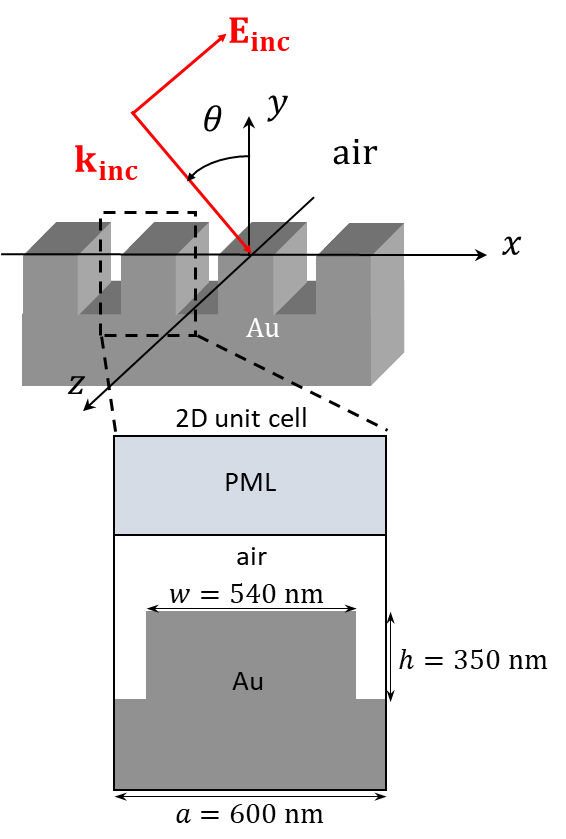 E_inc
θ
y
k_inc
air
x
Au
z
2D unit cell
PML
air
w = 540 nm
h = 350 nm
Au
a = 600 nm